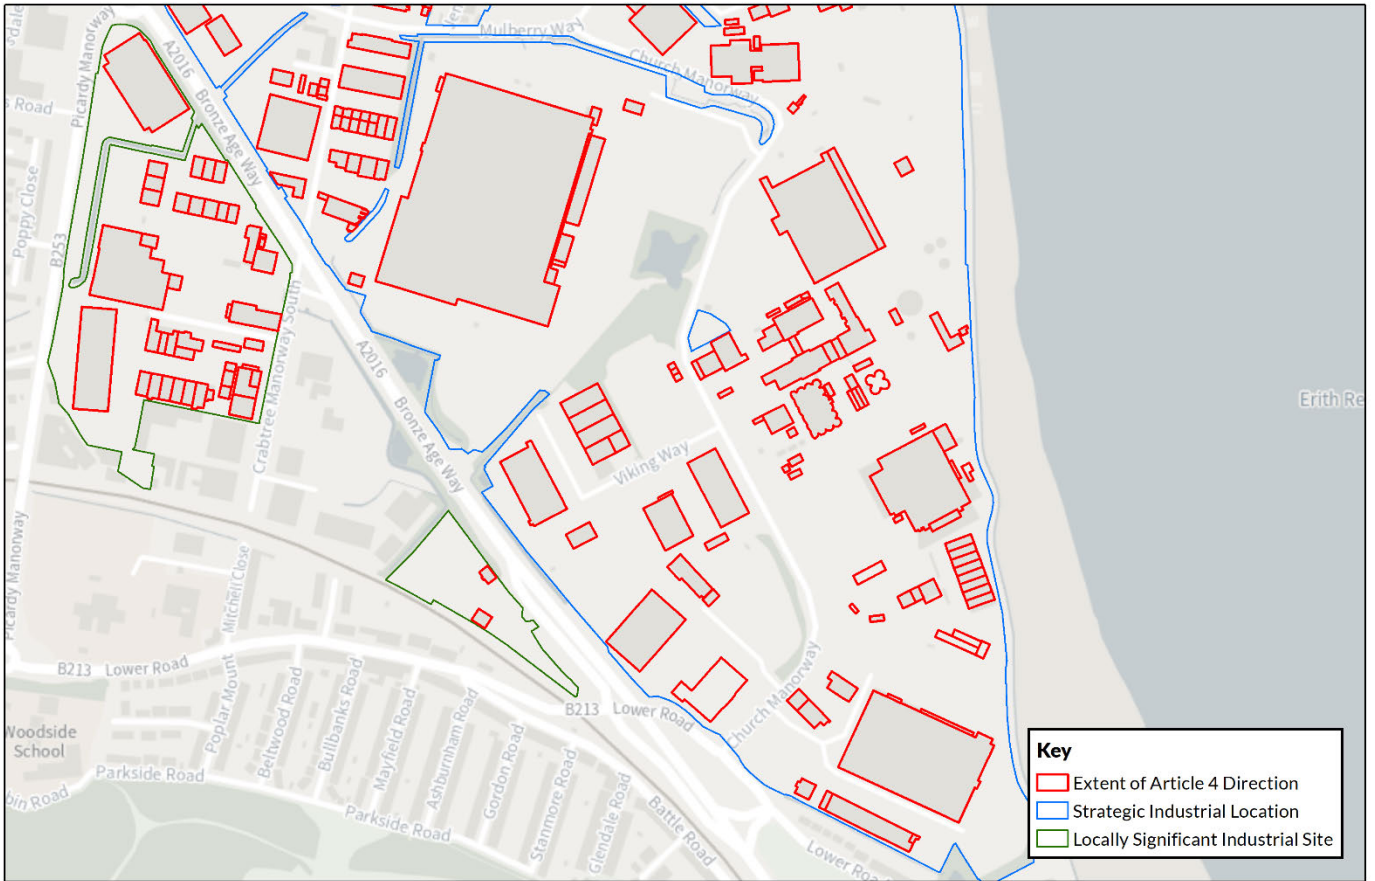 Mulberry Way
Church Manorway
A2016
Bronze Age Way
Picardy Manorway
s Road
Poppy Close
B253
Crabtree Manorway South
A2016
Bronze Age Way
Viking Way
Erith Re
Picardy Manorway
Mitchell Close
B213
Lower Road
Poplar Mount
Beltwood Road
Bullbanks Road
Mayfield Road
Ashburnham Road
Gordon Road
Stanmore Road
Glendale Road
Battle Road
B213
Lower Road
Church Manorway
Woodside
School
Parkside Road
bin Road
Parkside Road
Lower Roa
Key
Extent of Article 4 Direction
Strategic Industrial Location
Locally Significant Industrial Site